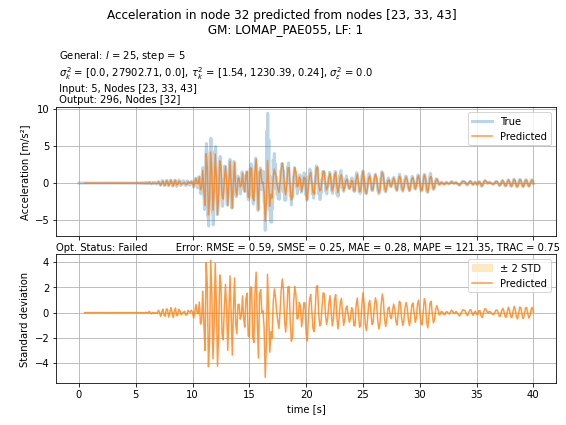 Acceleration in node 32 predicted from nodes [23, 33, 43]
GM: LOMAP_PAE055, LF: 1
General: l = 25, step = 5
σ_k² = [0.0, 27902.71, 0.0], τ_k² = [1.54, 1230.39, 0.24], σ_ε² = 0.0
Input: 5, Nodes [23, 33, 43]
Output: 296, Nodes [32]
10
5
0
−5
Acceleration [m/s²]
True
Predicted
Opt. Status: Failed Error: RMSE = 0.59, SMSE = 0.25, MAE = 0.28, MAPE = 121.35, TRAC = 0.75
4
2
0
−2
−4
Standard deviation
± 2 STD
Predicted
0 5 10 15 20 25 30 35 40
time [s]